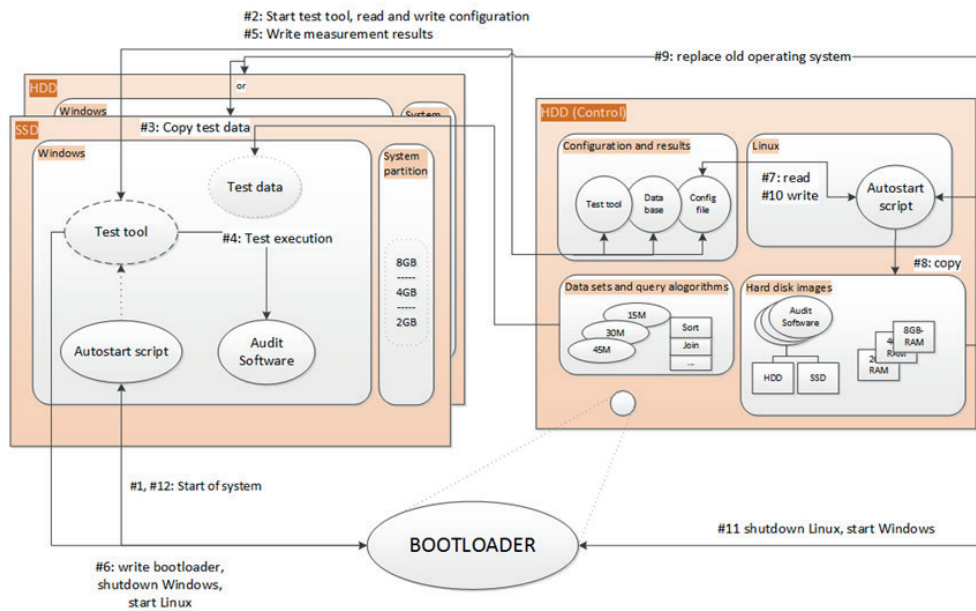 #2: Start test tool, read and write configuration
#5: Write measurement results
#9: replace old operating system
HDD
or
Windows
System
SSD
#3: Copy test data
Windows
System
partition
Test data
Test tool
#4: Test execution
8GB
-----
4GB
-----
2GB
Autostart script
Audit
Software
HDD (Control)
Configuration and results
Test tool
Data
base
Config
file
Linux
#7: read
#10 write
Autostart
script
#8: copy
Data sets and query alogorithms
15M
30M
45M
Sort
Join
...
Hard disk images
Audit
Software
HDD
SSD
8GB-
RAM
4
RAM
2
RAM
#1, #12: Start of system
BOOTLOADER
#11 shutdown Linux, start Windows
#6: write bootloader,
shutdown Windows,
start Linux